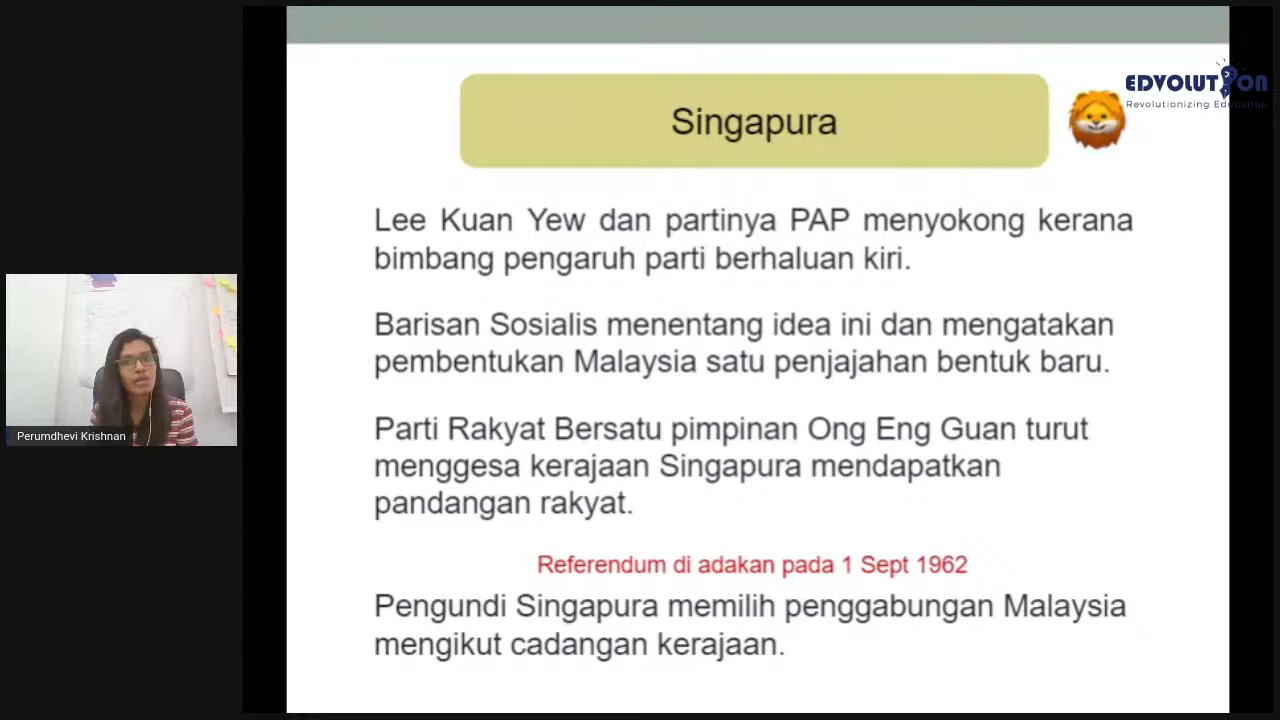 Singapura
EDVOLUTION
Revolutionizing Education
Lee Kuan Yew dan partinya PAP menyokong kerana
bimbang pengaruh parti berhaluan kiri.
Barisan Sosialis menentang idea ini dan mengatakan
pembentukan Malaysia satu penjajahan bentuk baru.
Parti Rakyat Bersatu pimpinan Ong Eng Guan turut
menggesa kerajaan Singapura mendapatkan
pandangan rakyat.
Referendum di adakan pada 1 Sept 1962
Pengundi Singapura memilih penggabungan Malaysia
mengikut cadangan kerajaan.
Perumdhevi Krishnan